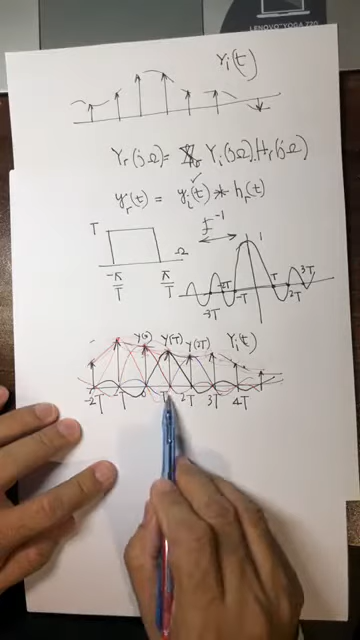 LENOVO YOGA 720
Yi(t)
Yr(jΩ)= Yi(jΩ).Hr(jΩ)
yr(t) = yi(t) * hr(t)
F⁻¹
T
Ω
1
-π/T
π/T
-3T -2T -T T 2T 3T
y(0) y(T) y(2T) Yi(t)
-2T -T T 2T 3T 4T